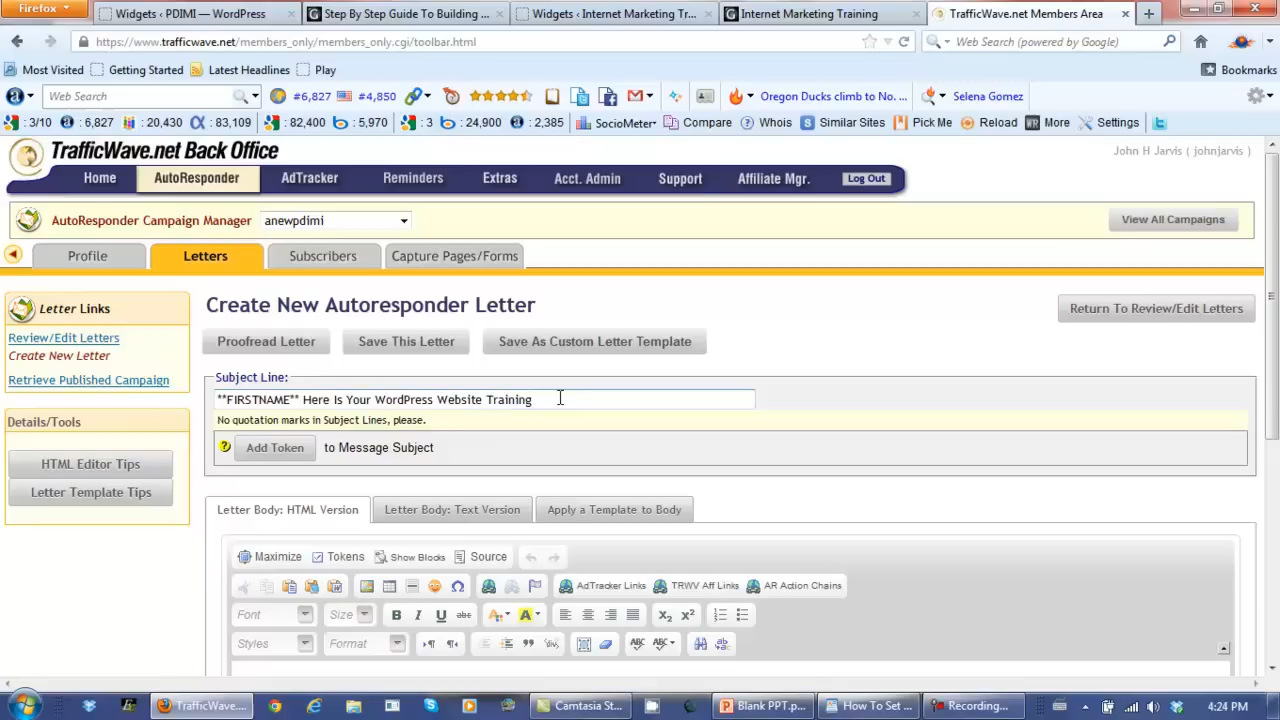 Firefox
Widgets ‹ PDIMI — WordPress
Step By Step Guide To Building ...
Widgets ‹ Internet Marketing Tr...
Internet Marketing Training
TrafficWave.net Members Area
https://www.trafficwave.net/members_only/members_only.cgi/toolbar.html
Web Search (powered by Google)
Most Visited
Getting Started
Latest Headlines
Play
Bookmarks
Web Search
#6,827
#4,850
Oregon Ducks climb to No. ...
Selena Gomez
: 3/10
: 6,827
: 20,430
: 83,109
: 82,400
: 5,970
: 3
: 24,900
: 2,385
SocioMeter
Compare
Whois
Similar Sites
Pick Me
Reload
More
Settings
TrafficWave.net Back Office
John H Jarvis ( johnjarvis )
Home
AutoResponder
AdTracker
Reminders
Extras
Acct. Admin
Support
Affiliate Mgr.
Log Out
AutoResponder Campaign Manager
anewpdimi
View All Campaigns
Profile
Letters
Subscribers
Capture Pages/Forms
Letter Links
Review/Edit Letters
Create New Letter
Retrieve Published Campaign
Details/Tools
HTML Editor Tips
Letter Template Tips
Create New Autoresponder Letter
Return To Review/Edit Letters
Proofread Letter
Save This Letter
Save As Custom Letter Template
Subject Line:
**FIRSTNAME** Here Is Your WordPress Website Training
No quotation marks in Subject Lines, please.
Add Token
to Message Subject
Letter Body: HTML Version
Letter Body: Text Version
Apply a Template to Body
Maximize
Tokens
Show Blocks
Source
AdTracker Links
TRWV Aff Links
AR Action Chains
Font
Size
Styles
Format
TrafficWave....
Camtasia St...
Blank PPT.p...
How To Set ...
Recording...
4:24 PM